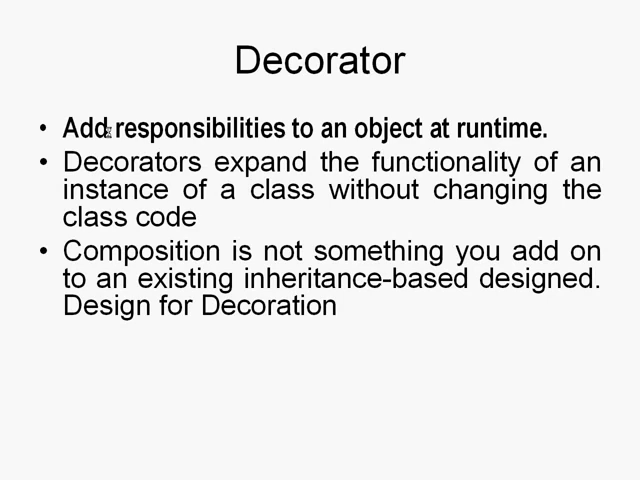 Decorator
• Add responsibilities to an object at runtime.
• Decorators expand the functionality of an
instance of a class without changing the
class code
• Composition is not something you add on
to an existing inheritance-based designed.
Design for Decoration